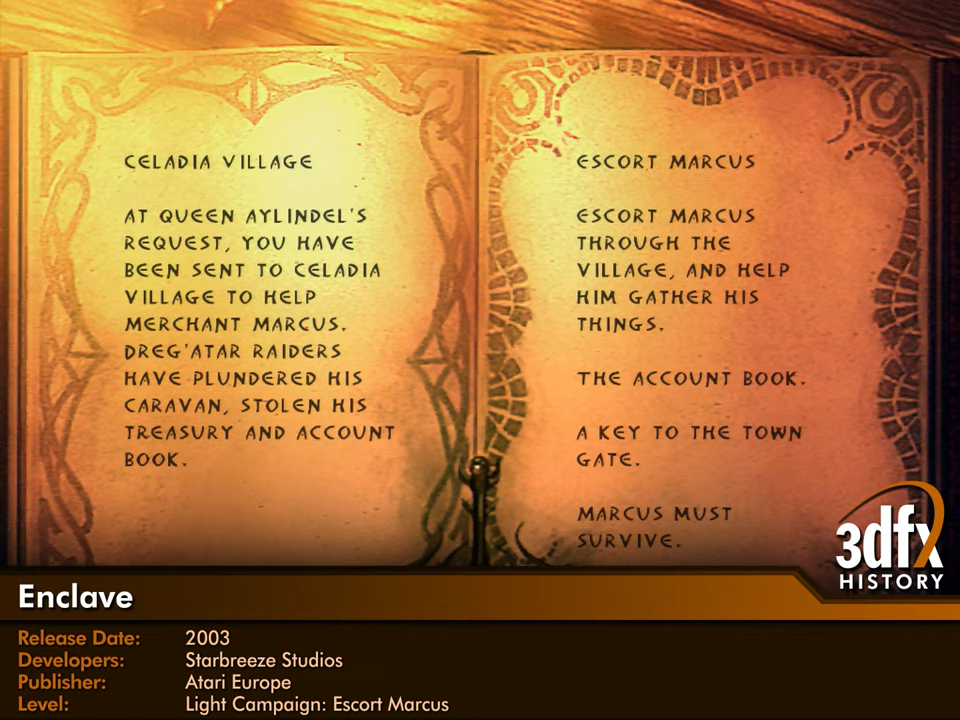 CELADIA VILLAGE
AT QUEEN AYLINDEL'S
REQUEST, YOU HAVE
BEEN SENT TO CELADIA
VILLAGE TO HELP
MERCHANT MARCUS.
DREG'ATAR RAIDERS
HAVE PLUNDERED HIS
CARAVAN, STOLEN HIS
TREASURY AND ACCOUNT
BOOK.
ESCORT MARCUS
ESCORT MARCUS
THROUGH THE
VILLAGE, AND HELP
HIM GATHER HIS
THINGS.
THE ACCOUNT BOOK.
A KEY TO THE TOWN
GATE.
MARCUS MUST
SURVIVE.
3dfx
HISTORY
Enclave
Release Date: 2003
Developers: Starbreeze Studios
Publisher: Atari Europe
Level: Light Campaign: Escort Marcus